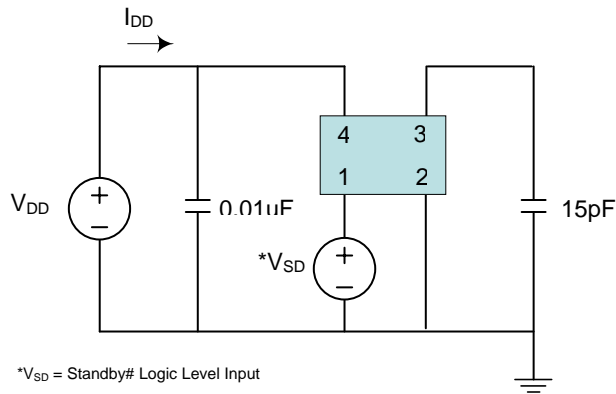 IDD
4 3
1 2
VDD
+
−
0.01uF
15pF
*VSD
+
−
*VSD = Standby# Logic Level Input